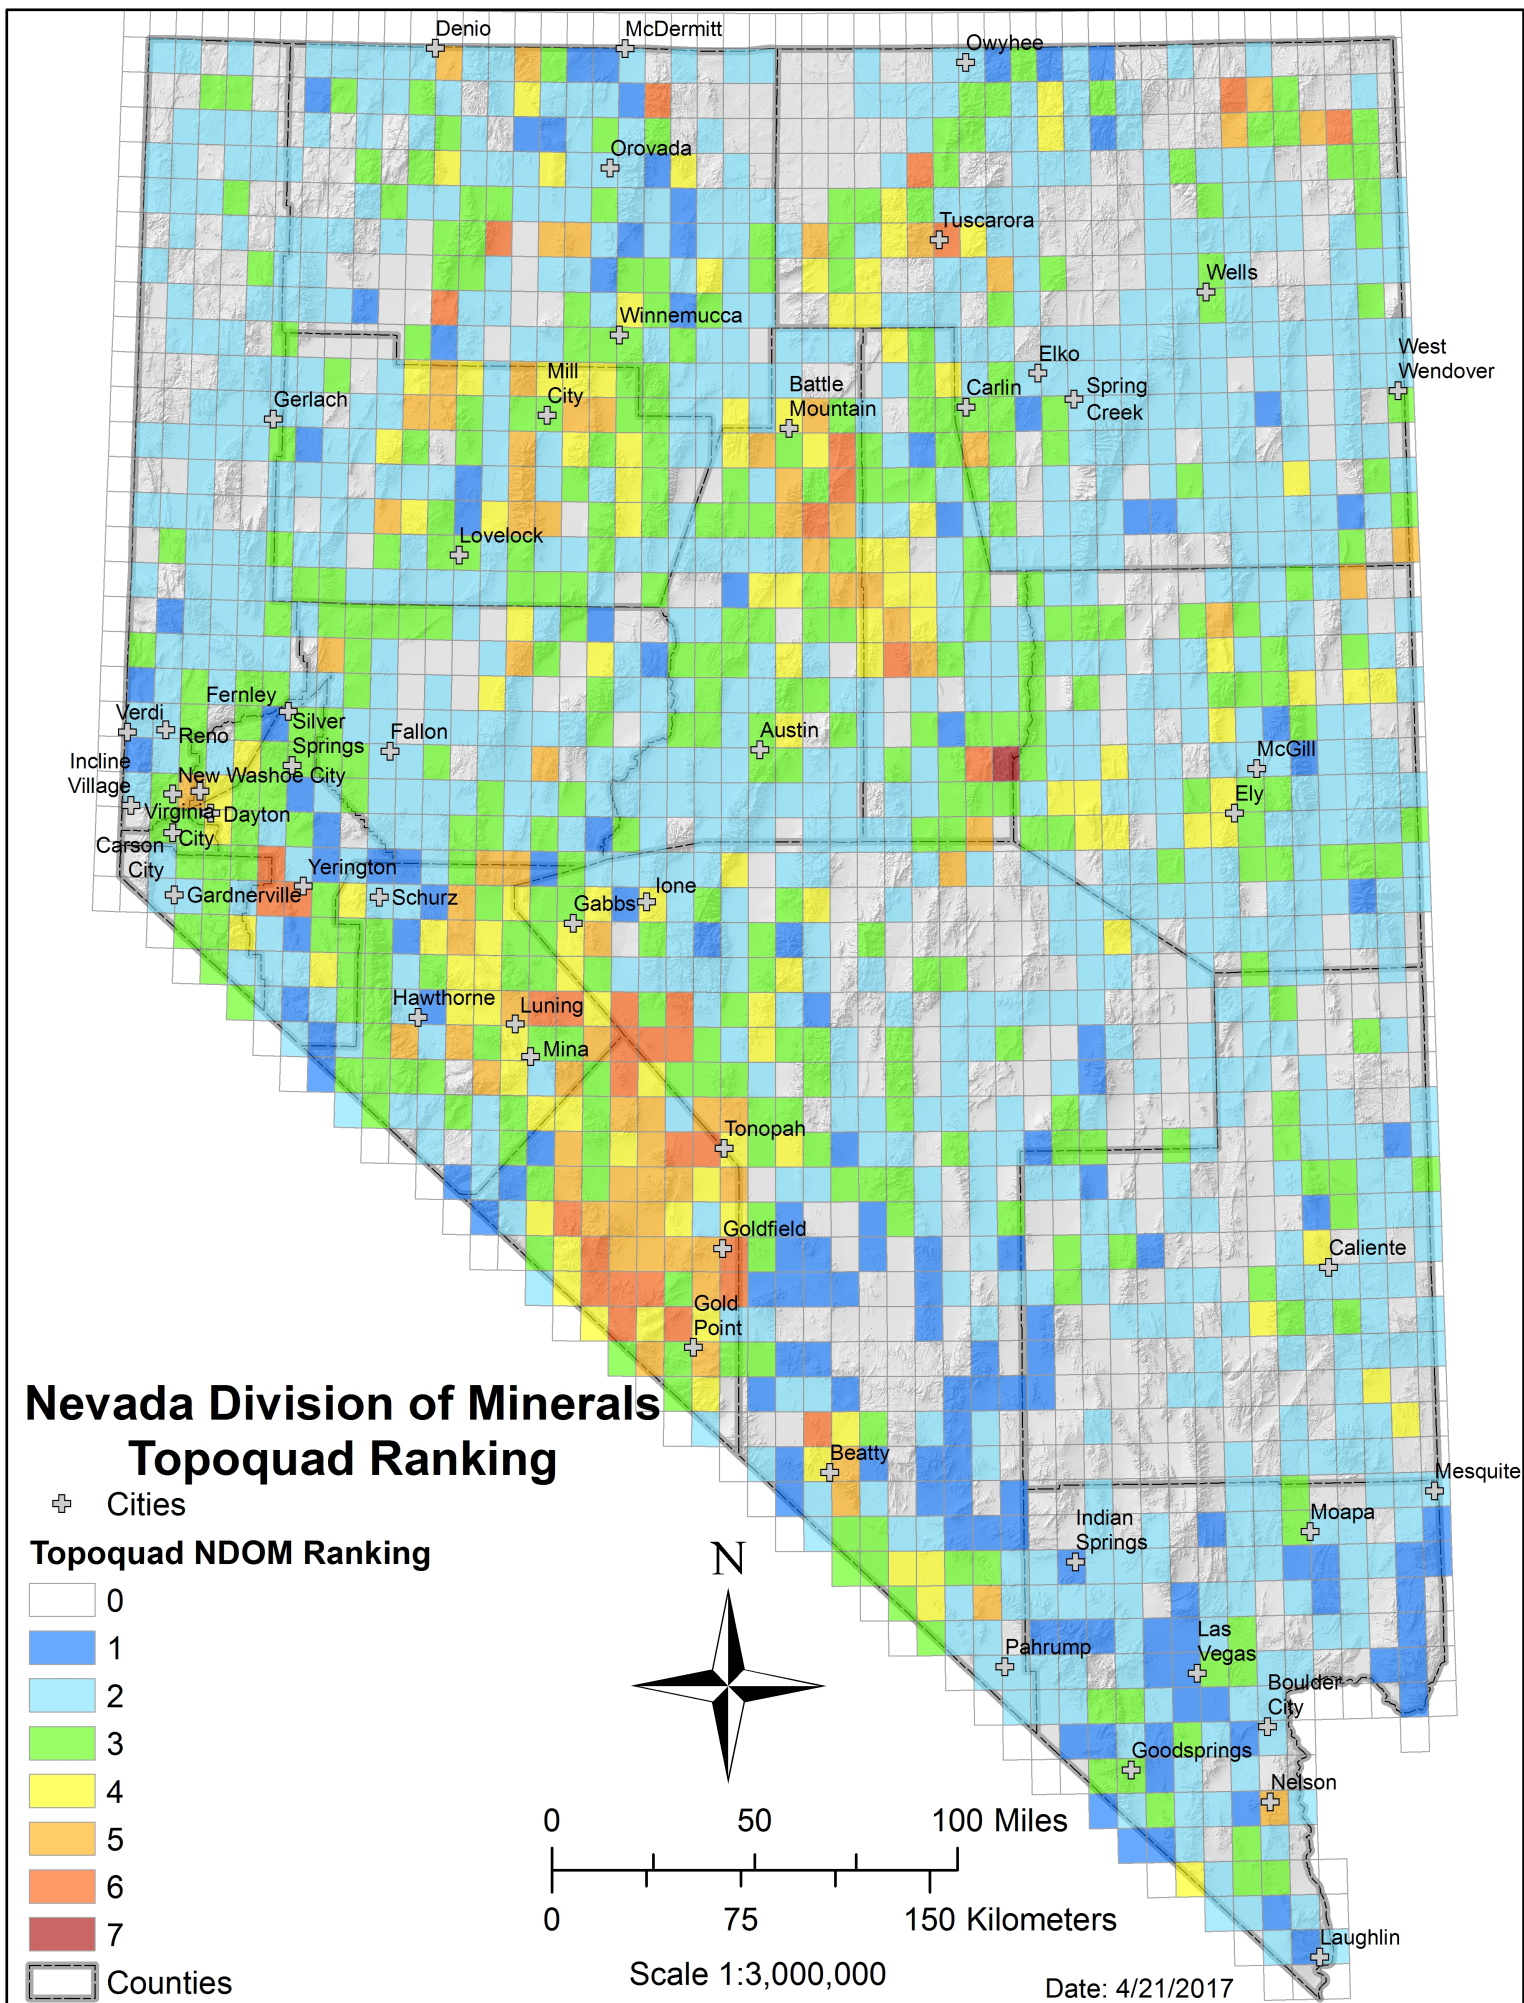 Denio
McDermitt
Owyhee
Orovada
Tuscarora
Wells
Winnemucca
West
Wendover
Elko
Mill
City
Battle
Mountain
Carlin
Spring
Creek
Gerlach
Lovelock
Fernley
Verdi
Reno
Silver
Springs
Fallon
Austin
McGill
Incline
Village
New Washoe City
Ely
Virginia
City
Dayton
Carson
City
Yerington
Gardnerville
Schurz
Ione
Gabbs
Hawthorne
Luning
Mina
Tonopah
Goldfield
Caliente
Gold
Point
Nevada Division of Minerals
Topoquad Ranking
Beatty
Mesquite
Cities
Indian
Springs
Moapa
Topoquad NDOM Ranking
0
1
2
3
4
5
6
7
Counties
N
Pahrump
Las
Vegas
Boulder
City
Goodsprings
Nelson
Laughlin
0 50 100 Miles
0 75 150 Kilometers
Scale 1:3,000,000
Date: 4/21/2017